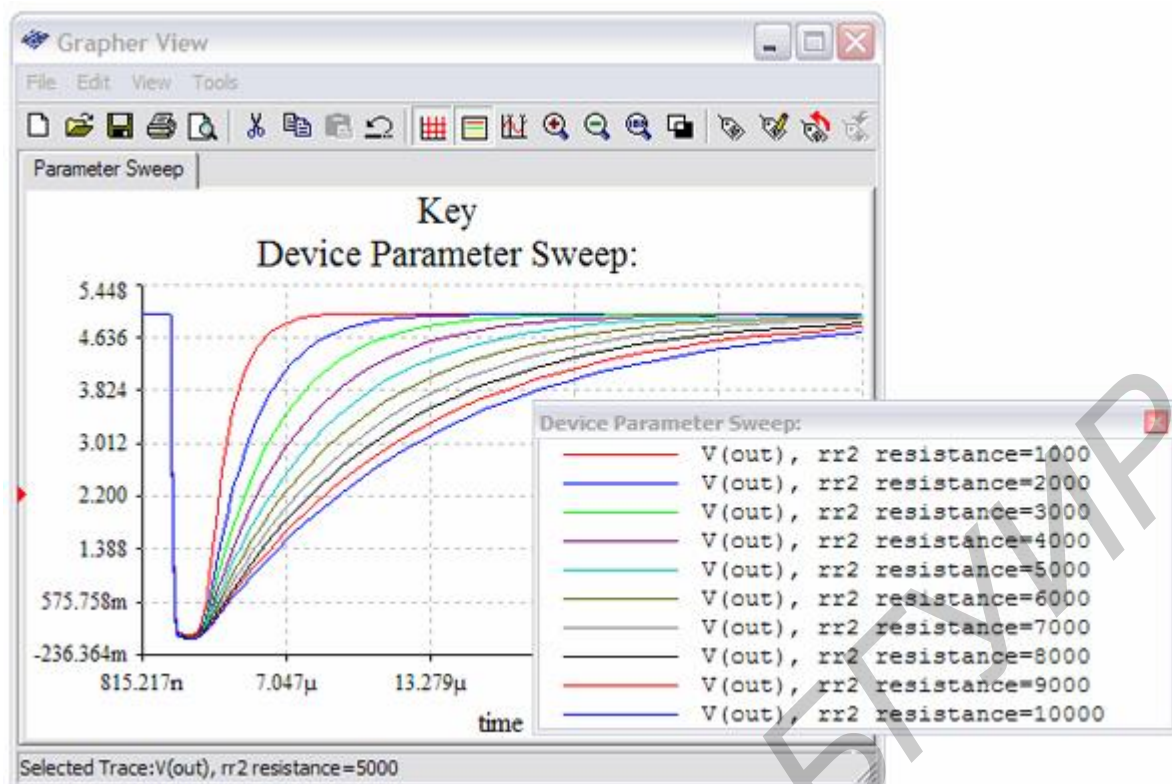 Grapher View
File Edit View Tools
Parameter Sweep
Key
Device Parameter Sweep:
5.448
4.636
3.824
3.012
2.200
1.388
575.758m
-236.364m
815.217n 7.047µ 13.279µ
time
Device Parameter Sweep:
V(out), rr2 resistance=1000
V(out), rr2 resistance=2000
V(out), rr2 resistance=3000
V(out), rr2 resistance=4000
V(out), rr2 resistance=5000
V(out), rr2 resistance=6000
V(out), rr2 resistance=7000
V(out), rr2 resistance=8000
V(out), rr2 resistance=9000
V(out), rr2 resistance=10000
Selected Trace:V(out), rr2 resistance=5000
БГУИР